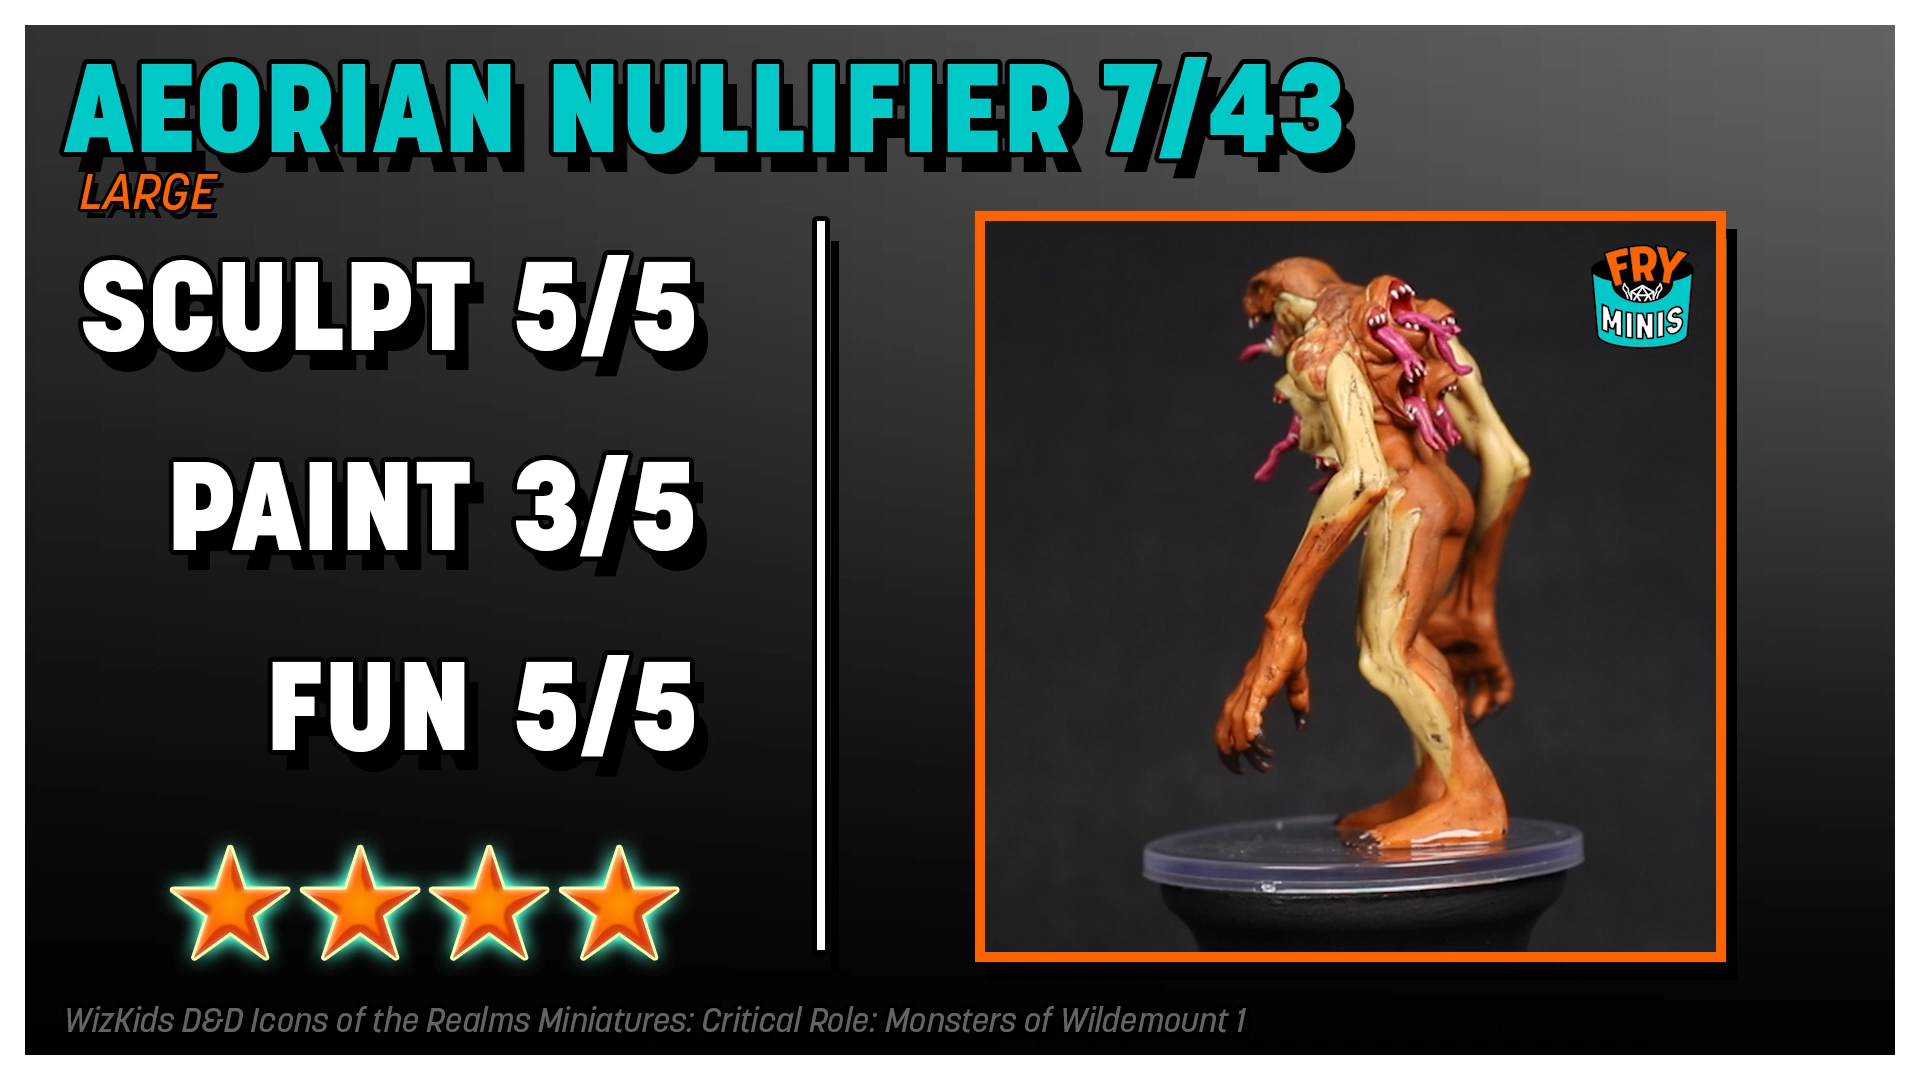 AEORIAN NULLIFIER 7/43
LARGE
SCULPT 5/5
PAINT 3/5
FUN 5/5
FRY
MINIS
WizKids D&D Icons of the Realms Miniatures: Critical Role: Monsters of Wildemount 1